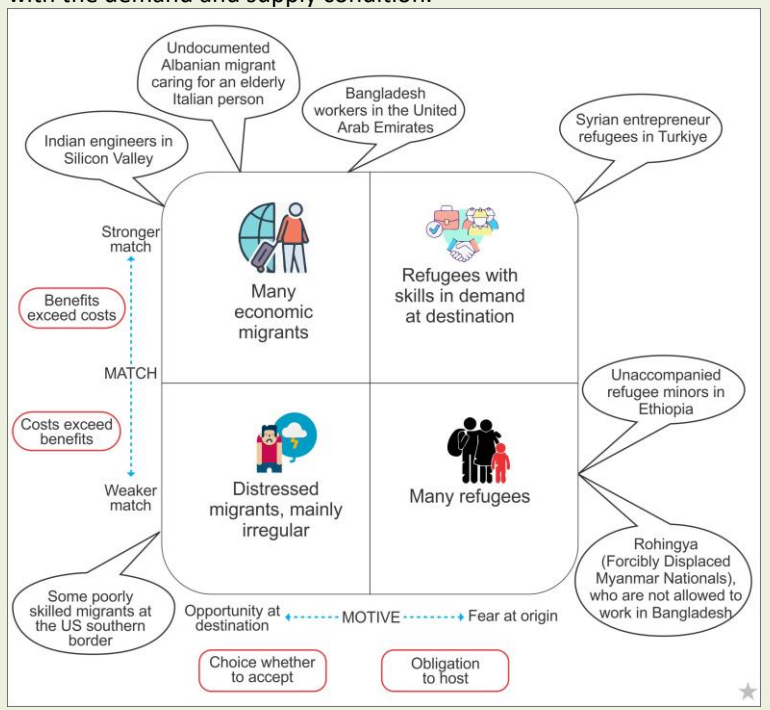 with the demand and supply condition.
Undocumented
Albanian migrant
caring for an elderly
Italian person
Bangladesh
workers in the United
Arab Emirates
Syrian entrepreneur
refugees in Turkiye
Indian engineers in
Silicon Valley
Stronger
match
Benefits
exceed costs
MATCH
Costs exceed
benefits
Weaker
match
Many
economic
migrants
Refugees with
skills in demand
at destination
Distressed
migrants, mainly
irregular
Many refugees
Unaccompanied
refugee minors in
Ethiopia
Rohingya
(Forcibly Displaced
Myanmar Nationals),
who are not allowed to
work in Bangladesh
Some poorly
skilled migrants at
the US southern
border
Opportunity at
destination
MOTIVE
Fear at origin
Choice whether
to accept
Obligation
to host